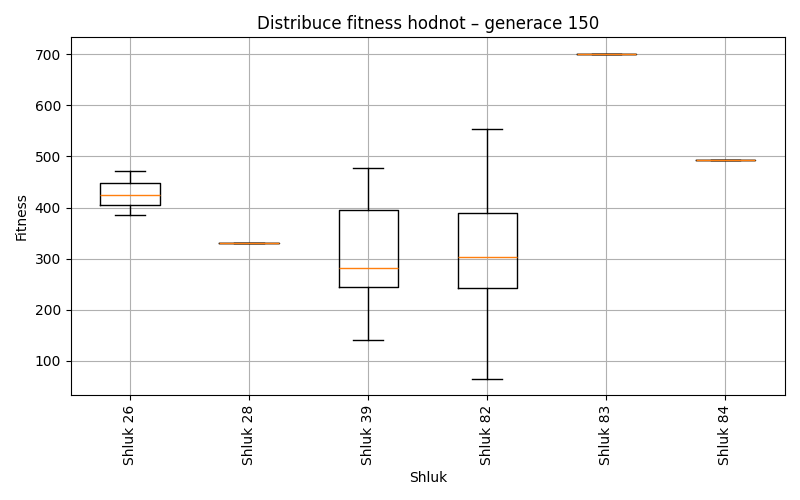 Distribuce fitness hodnot – generace 150
Fitness
700
600
500
400
300
200
100
Shluk 26
Shluk 28
Shluk 39
Shluk 82
Shluk 83
Shluk 84
Shluk